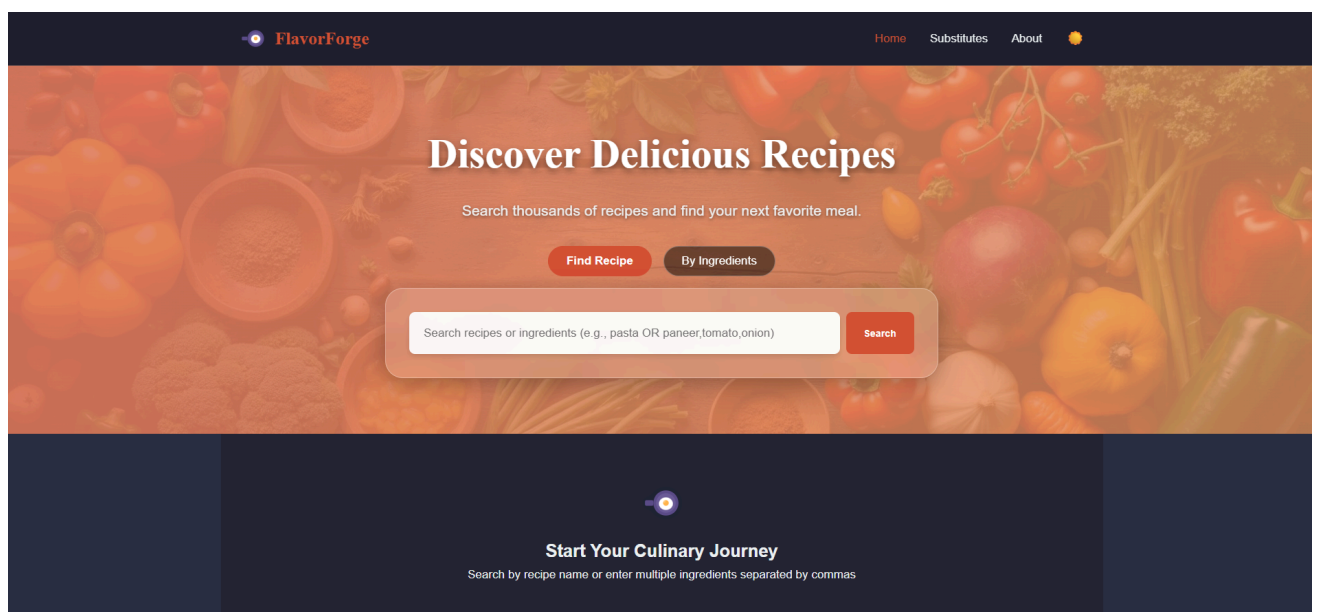 FlavorForge
Home Substitutes About
Discover Delicious Recipes
Search thousands of recipes and find your next favorite meal.
Find Recipe By Ingredients
Search recipes or ingredients (e.g., pasta OR paneer,tomato,onion) Search
Start Your Culinary Journey
Search by recipe name or enter multiple ingredients separated by commas